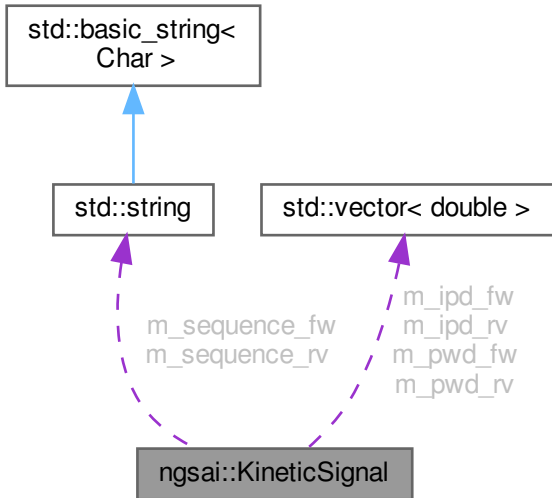 std::basic_string<
Char >
std::string
std::vector< double >
m_sequence_fw
m_sequence_rv
m_ipd_fw
m_ipd_rv
m_pwd_fw
m_pwd_rv
ngsai::KineticSignal